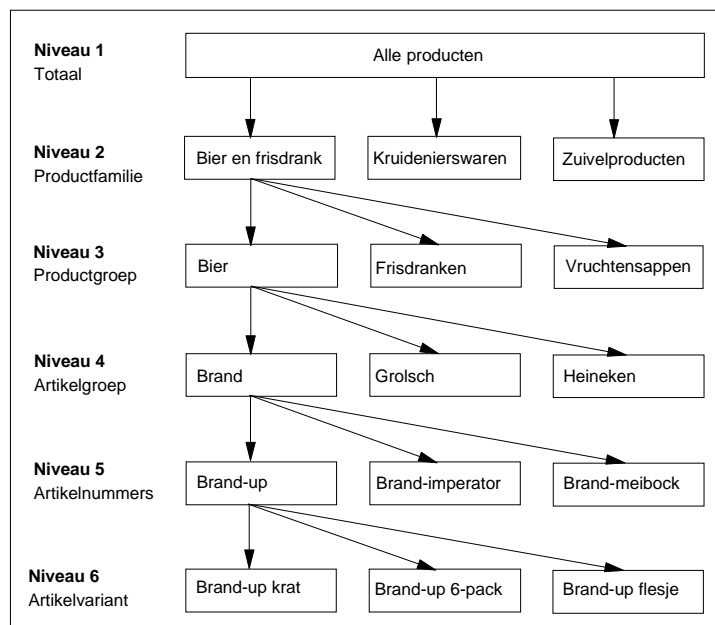 Niveau 1
Totaal
Alle producten
Niveau 2
Productfamilie
Bier en frisdrank
Kruidenierswaren
Zuivelproducten
Niveau 3
Productgroep
Bier
Frisdranken
Vruchtensappen
Niveau 4
Artikelgroep
Brand
Grolsch
Heineken
Niveau 5
Artikelnummers
Brand-up
Brand-imperator
Brand-meibock
Niveau 6
Artikelvariant
Brand-up krat
Brand-up 6-pack
Brand-up flesje